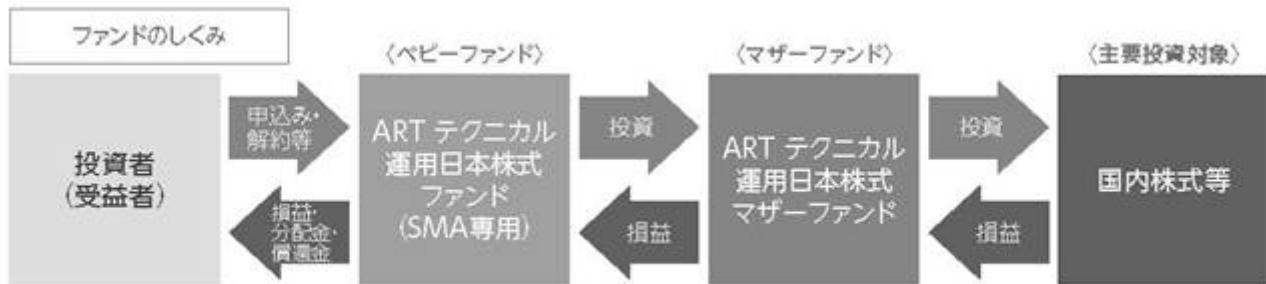 ファンドのしくみ
〈ベビーファンド〉
〈マザーファンド〉
〈主要投資対象〉
投資者
(受益者)
申込み・
解約等
損益・
分配金・
償還金
ART テクニカル
運用日本株式
ファンド
(SMA専用)
投資
損益
ART テクニカル
運用日本株式
マザーファンド
投資
損益
国内株式等